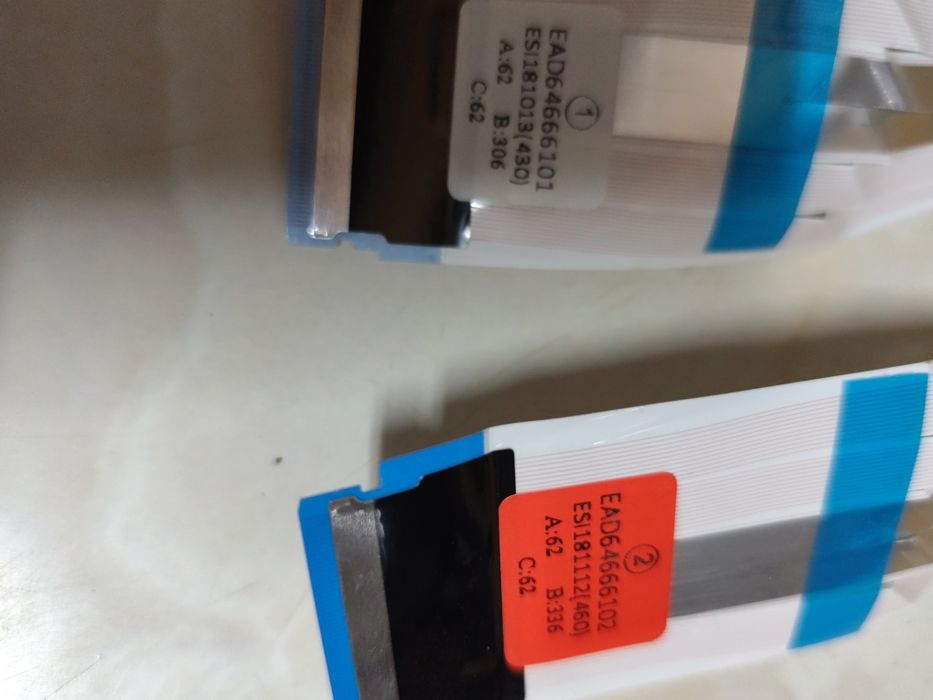 ①
EAD64666101
ESI181013(430)
A:62 B:306
C:62
②
EAD64666102
ESI181112(460)
A:62 B:336
C:62